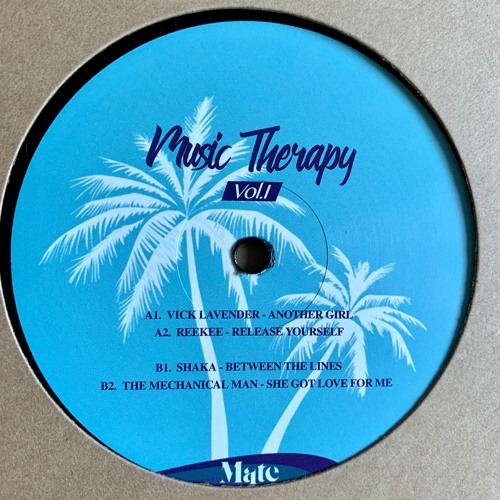 Music Therapy
Vol.1
A1. VICK LAVENDER - ANOTHER GIRL
A2. REEKEE - RELEASE YOURSELF
B1. SHAKA - BETWEEN THE LINES
B2. THE MECHANICAL MAN - SHE GOT LOVE FOR ME
Mate